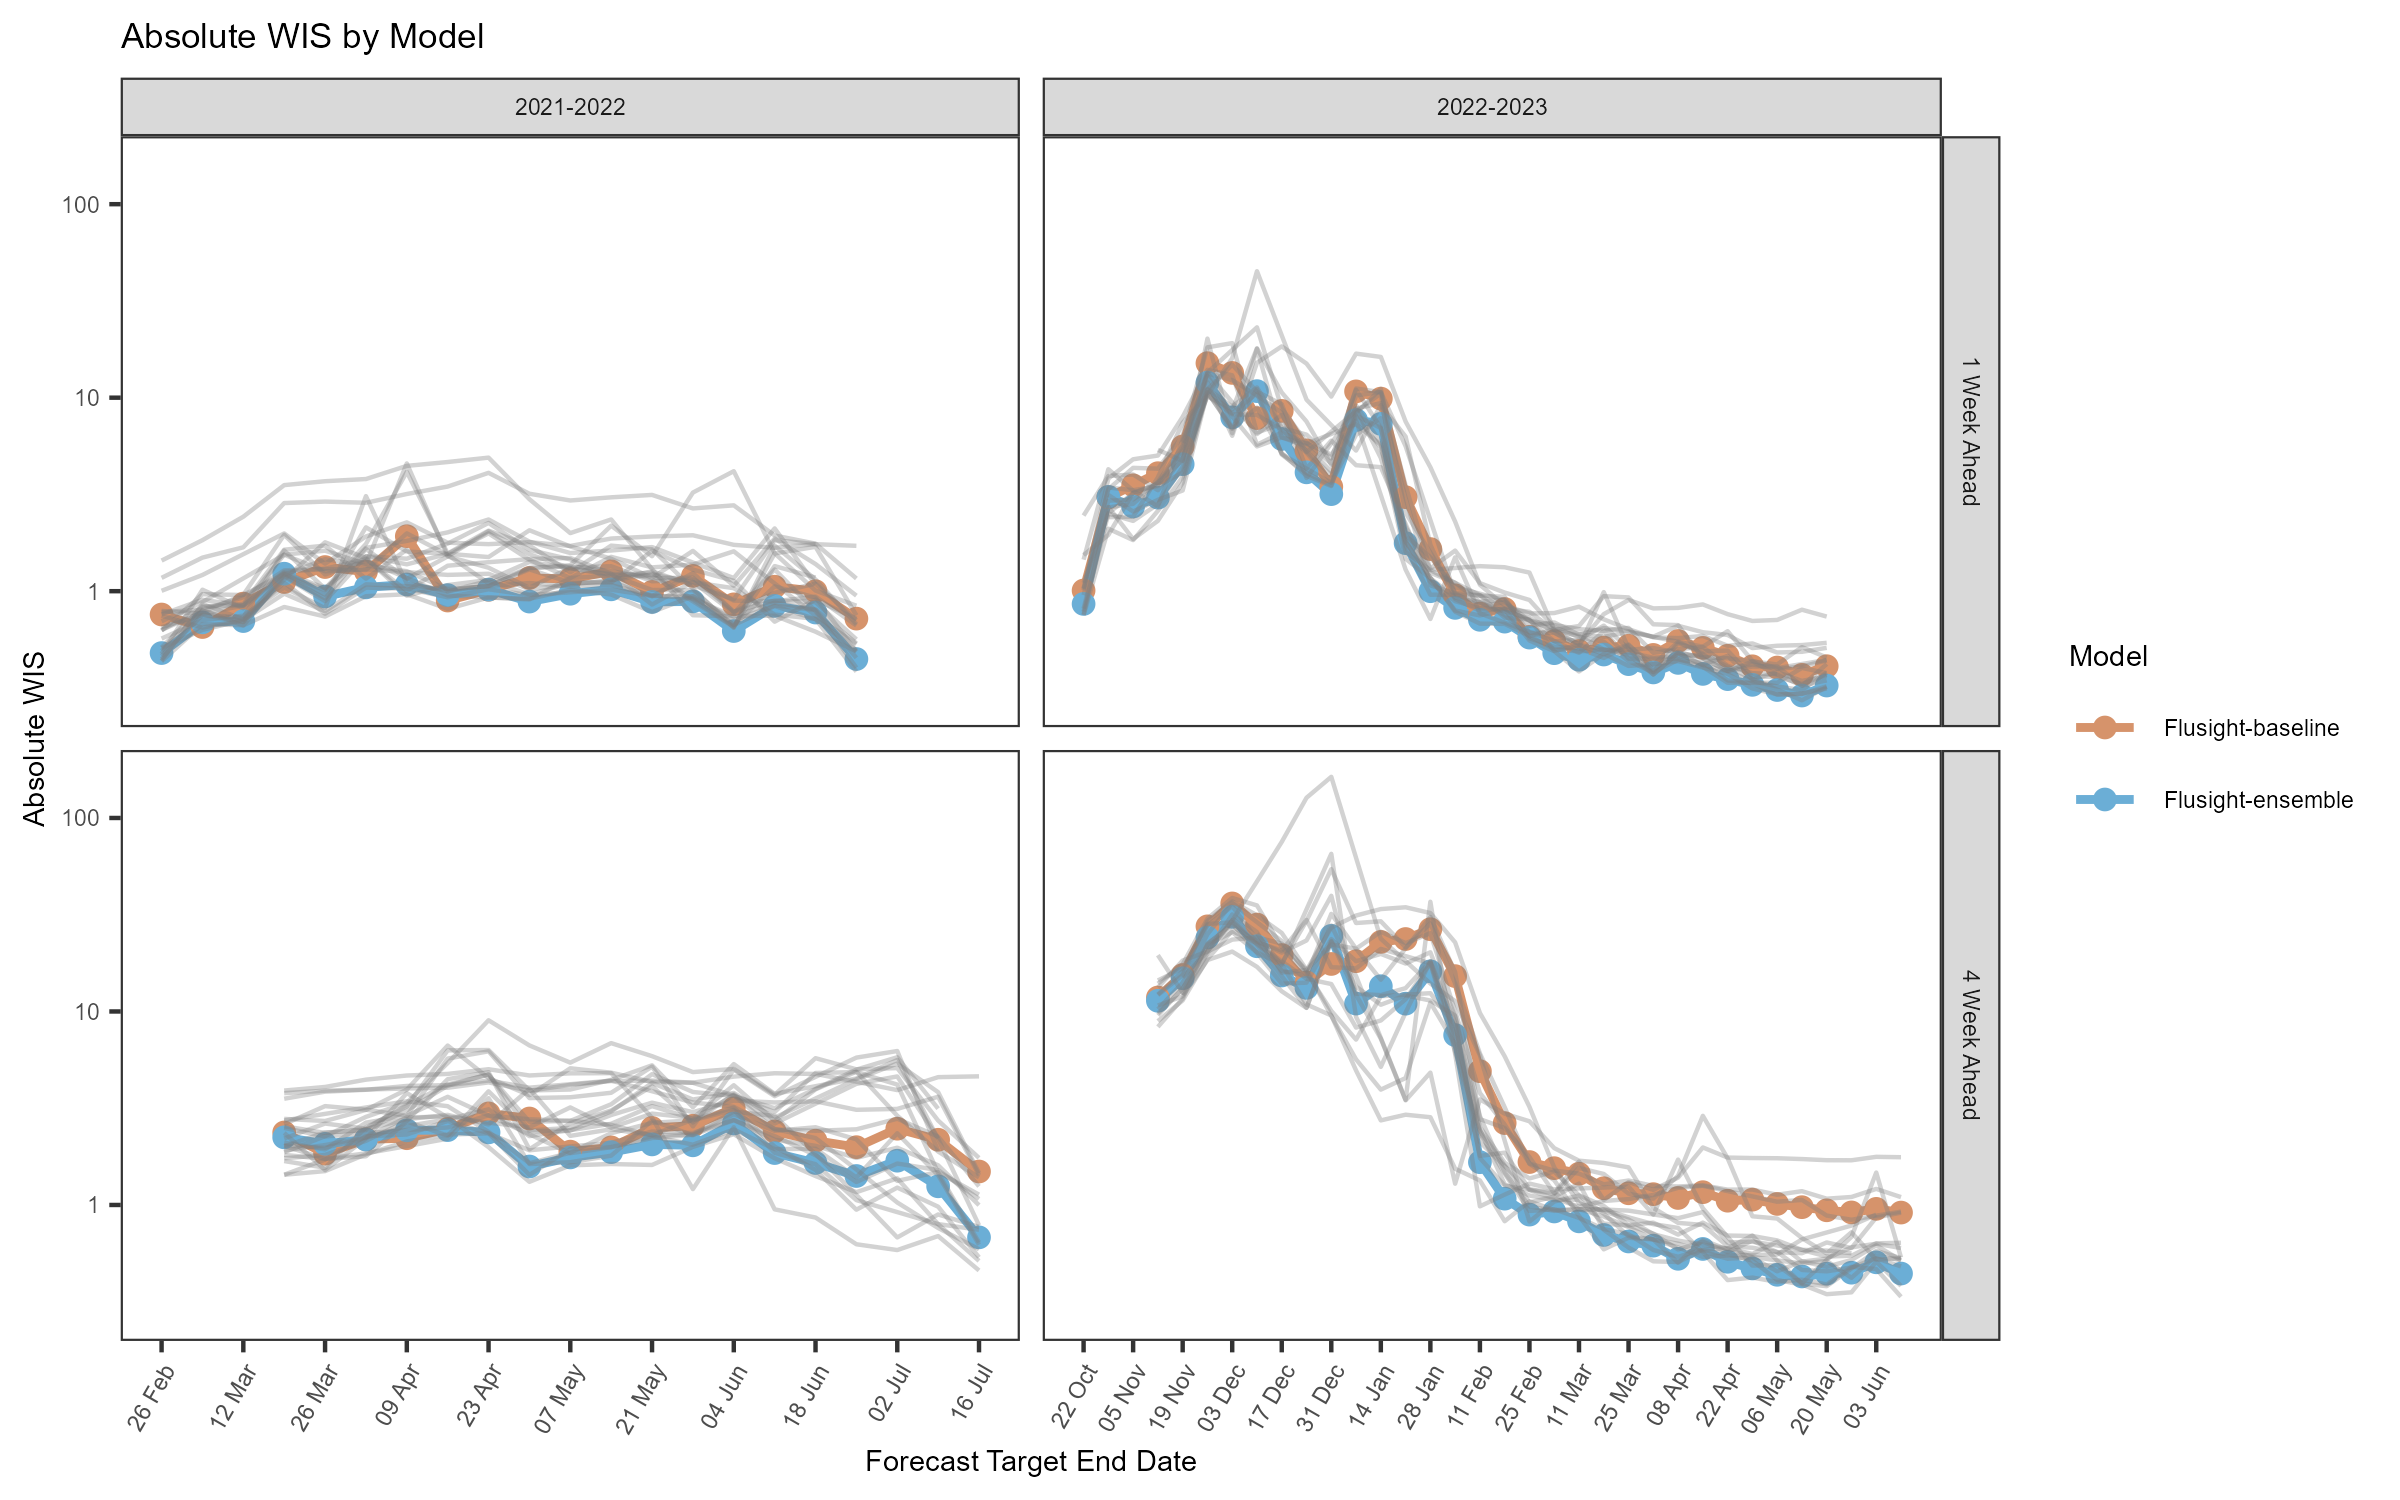 Absolute WIS by Model
2021-2022
2022-2023
100
10
1
1 Week Ahead
100
10
1
4 Week Ahead
Absolute WIS
26 Feb
12 Mar
26 Mar
09 Apr
23 Apr
07 May
21 May
04 Jun
18 Jun
02 Jul
16 Jul
22 Oct
05 Nov
19 Nov
03 Dec
17 Dec
31 Dec
14 Jan
28 Jan
11 Feb
25 Feb
11 Mar
25 Mar
08 Apr
22 Apr
06 May
20 May
03 Jun
Forecast Target End Date
Model
Flusight-baseline
Flusight-ensemble